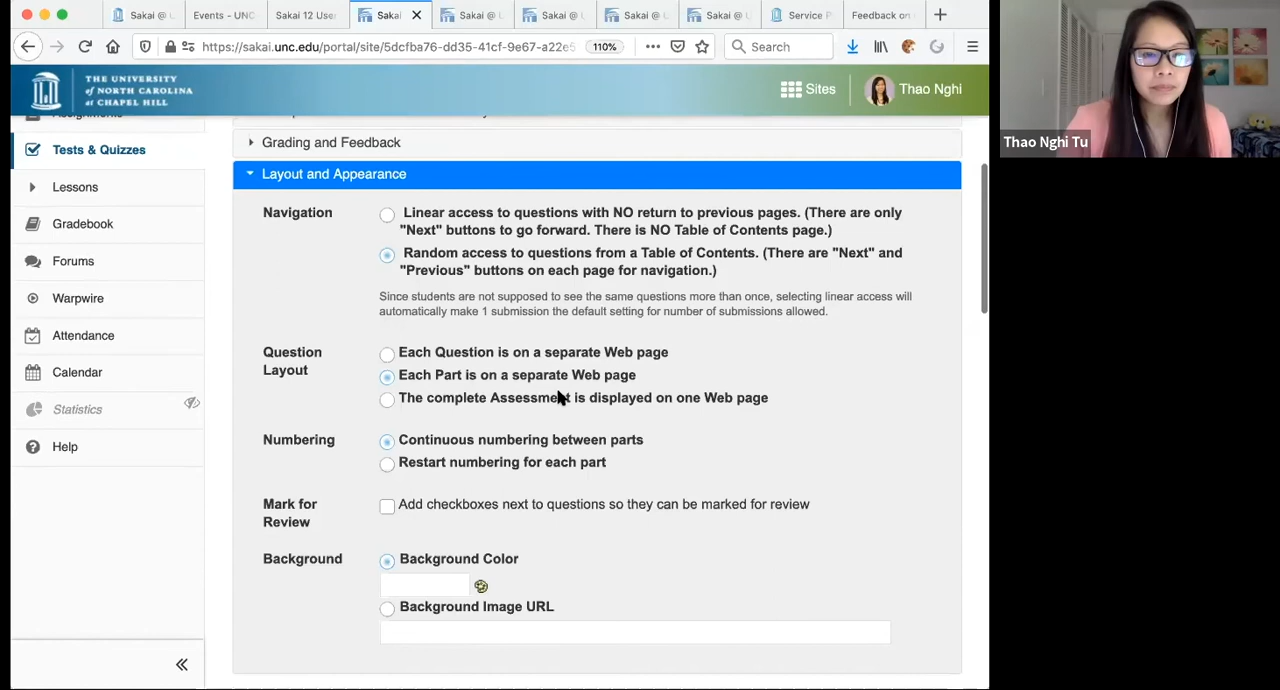 Sakai @ U
Events - UNC
Sakai 12 User
Sakai
Sakai @ U
Sakai @ U
Sakai @ U
Sakai @ U
Service P
Feedback on
https://sakai.unc.edu/portal/site/5dcfba76-dd35-41cf-9e67-a22e5
110%
Search
THE UNIVERSITY
of NORTH CAROLINA
at CHAPEL HILL
Sites
Thao Nghi
Thao Nghi Tu
Assignments
Tests & Quizzes
Lessons
Gradebook
Forums
Warpwire
Attendance
Calendar
Statistics
Help
Grading and Feedback
Layout and Appearance
Navigation
Linear access to questions with NO return to previous pages. (There are only
"Next" buttons to go forward. There is NO Table of Contents page.)
Random access to questions from a Table of Contents. (There are "Next" and
"Previous" buttons on each page for navigation.)
Since students are not supposed to see the same questions more than once, selecting linear access will
automatically make 1 submission the default setting for number of submissions allowed.
Question
Layout
Each Question is on a separate Web page
Each Part is on a separate Web page
The complete Assessment is displayed on one Web page
Numbering
Continuous numbering between parts
Restart numbering for each part
Mark for
Review
Add checkboxes next to questions so they can be marked for review
Background
Background Color
Background Image URL